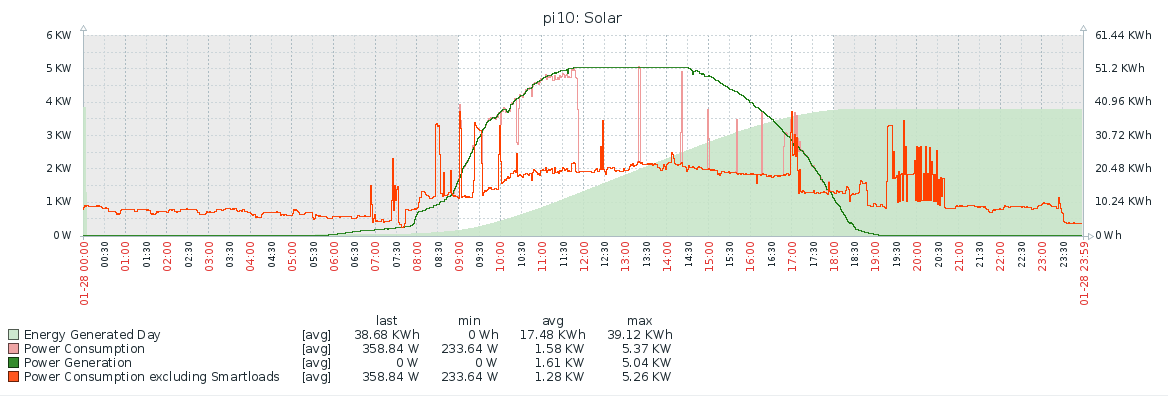 pi10: Solar
6 KW
5 KW
4 KW
3 KW
2 KW
1 KW
0 W
61.44 KWh
51.2 KWh
40.96 KWh
30.72 KWh
20.48 KWh
10.24 KWh
0 Wh
01-28 00:00 00:30 01:00 01:30 02:00 02:30 03:00 03:30 04:00 04:30 05:00 05:30 06:00 06:30 07:00 07:30 08:00 08:30 09:00 09:30 10:00 10:30 11:00 11:30 12:00 12:30 13:00 13:30 14:00 14:30 15:00 15:30 16:00 16:30 17:00 17:30 18:00 18:30 19:00 19:30 20:00 20:30 21:00 21:30 22:00 22:30 23:00 23:30 01-28 23:59
last min avg max
Energy Generated Day [avg] 38.68 KWh 0 Wh 17.48 KWh 39.12 KWh
Power Consumption [avg] 358.84 W 233.64 W 1.58 KW 5.37 KW
Power Generation [avg] 0 W 0 W 1.61 KW 5.04 KW
Power Consumption excluding Smartloads [avg] 358.84 W 233.64 W 1.28 KW 5.26 KW